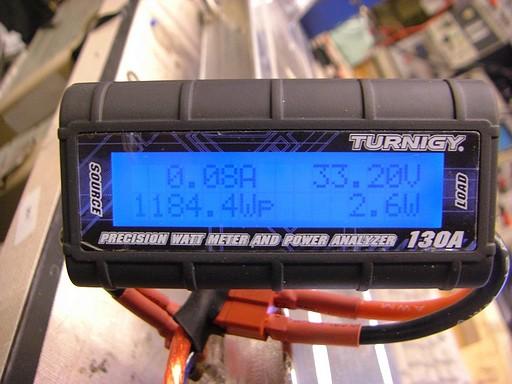 TURNIGY®
SOURCE
0.08A 33.20V
1184.4Wp 2.6W
LOAD
PRECISION WATT METER AND POWER ANALYZER 130A